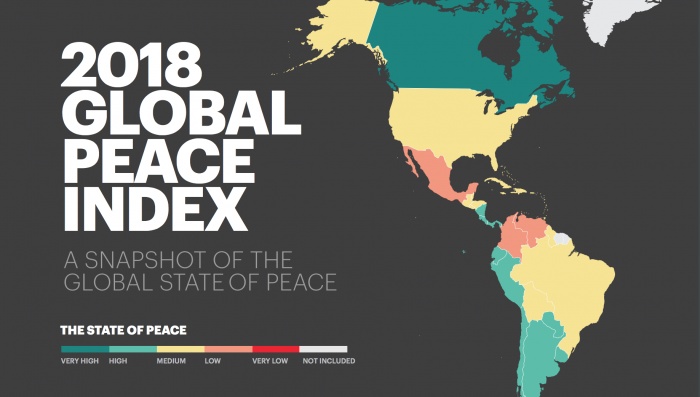 2018
GLOBAL
PEACE
INDEX
A SNAPSHOT OF THE
GLOBAL STATE OF PEACE
THE STATE OF PEACE
VERY HIGH HIGH MEDIUM LOW VERY LOW NOT INCLUDED